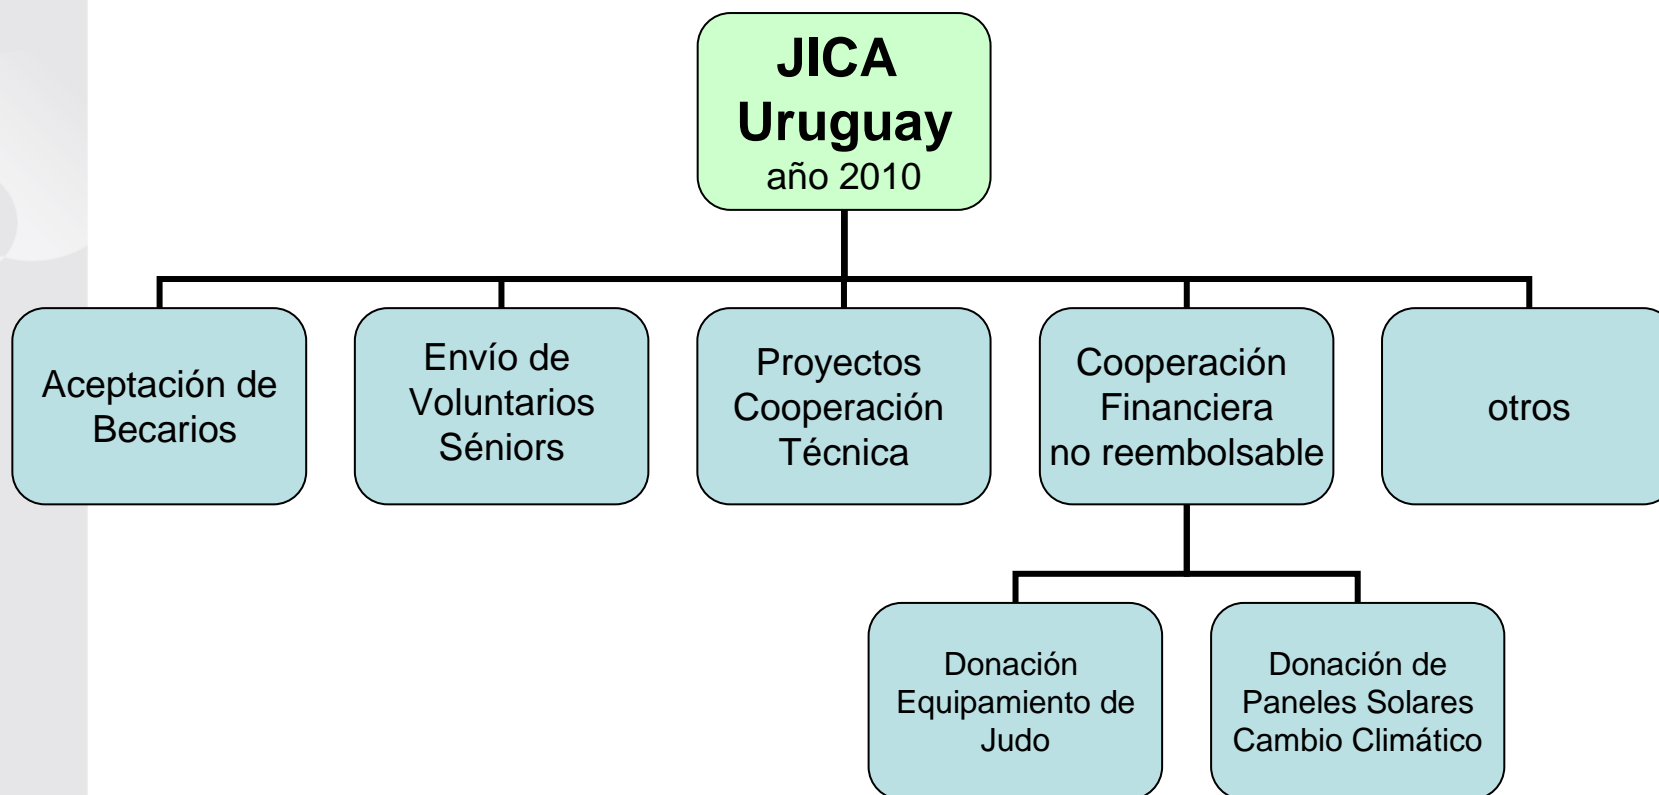 JICA
Uruguay
año 2010
Aceptación de
Becarios
Envío de
Voluntarios
Séniors
Proyectos
Cooperación
Técnica
Cooperación
Financiera
no reembolsable
otros
Donación
Equipamiento de
Judo
Donación de
Paneles Solares
Cambio Climático